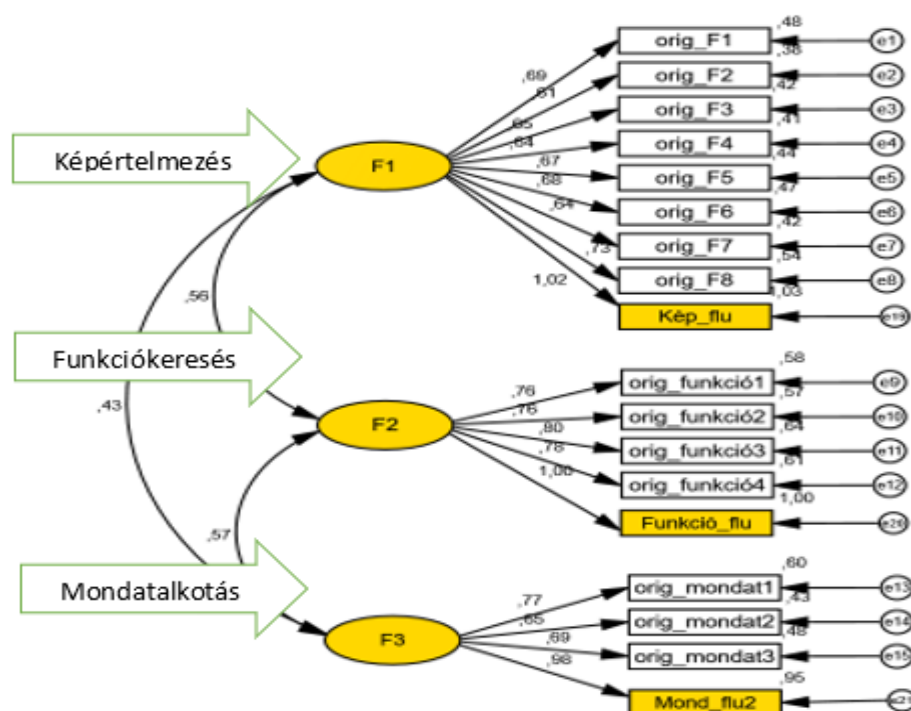 ,48
orig_F1
e1
,38
,69
orig_F2
e2
,61
,42
orig_F3
e3
,65
,41
Képértelmezés
F1
,64
orig_F4
e4
,44
,67
orig_F5
e5
,68
,47
orig_F6
e6
,64
,42
orig_F7
e7
,73
,54
orig_F8
e8
1,02
1,03
,56
Kép_flu
e19
Funkciókeresés
,58
orig_funkció1
e9
,76
,57
,43
,76
orig_funkció2
e10
F2
,80
,64
orig_funkció3
e11
,78
,61
orig_funkció4
e12
1,00
1,00
Funkció_flu
e20
,57
,60
Mondatalkotás
orig_mondat1
e13
,77
,43
,65
orig_mondat2
e14
F3
,69
,48
orig_mondat3
e15
,98
,95
Mond_flu2
e21